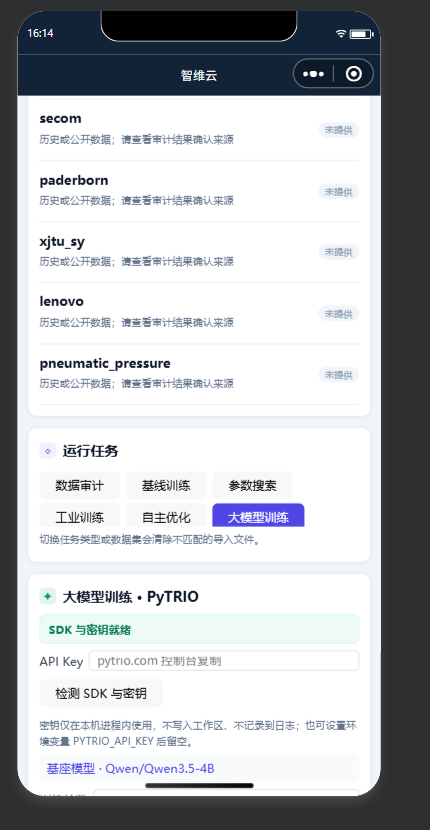 16:14
智维云
secom
历史或公开数据；请查看审计结果确认来源
未提供
paderborn
历史或公开数据；请查看审计结果确认来源
未提供
xjtu_sy
历史或公开数据；请查看审计结果确认来源
未提供
lenovo
历史或公开数据；请查看审计结果确认来源
未提供
pneumatic_pressure
历史或公开数据；请查看审计结果确认来源
未提供
运行任务
数据审计 基线训练 参数搜索
工业训练 自主优化 大模型训练
切换任务类型或数据集会清除不匹配的导入文件。
大模型训练 • PyTRIO
SDK 与密钥就绪
API Key pytrio.com 控制台复制
检测 SDK 与密钥
密钥仅在本机进程内使用，不写入工作区、不记录到日志；也可设置环
境变量 PYTRIO_API_KEY 后留空。
基座模型 · Qwen/Qwen3.5-4B